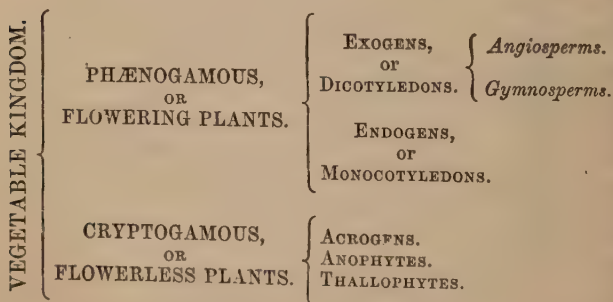 VEGETABLE KINGDOM.
PHÆNOGAMOUS,
OR
FLOWERING PLANTS.
EXOGENS,
or
DICOTYLEDONS.
Angiosperms.
Gymnosperms.
ENDOGENS,
or
MONOCOTYLEDONS.
CRYPTOGAMOUS,
OR
FLOWERLESS PLANTS.
ACROGENS.
ANOPHYTES.
THALLOPHYTES.